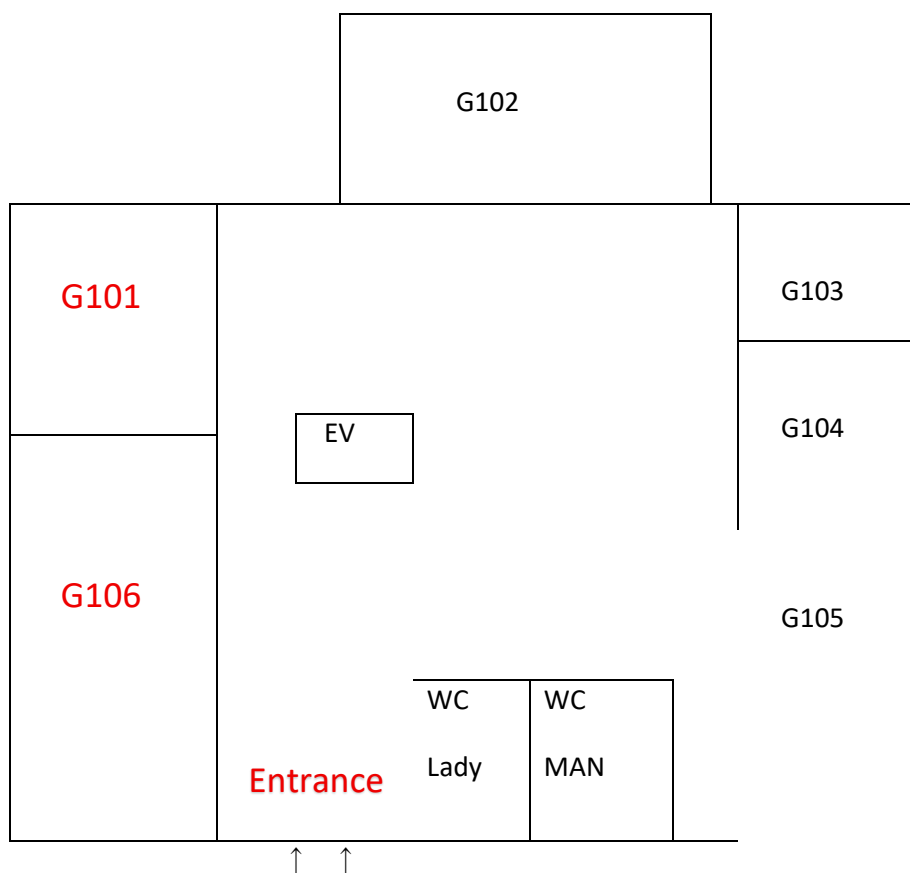 G102
G101
G103
EV
G104
G106
G105
WC
Lady
WC
MAN
Entrance
↑ ↑